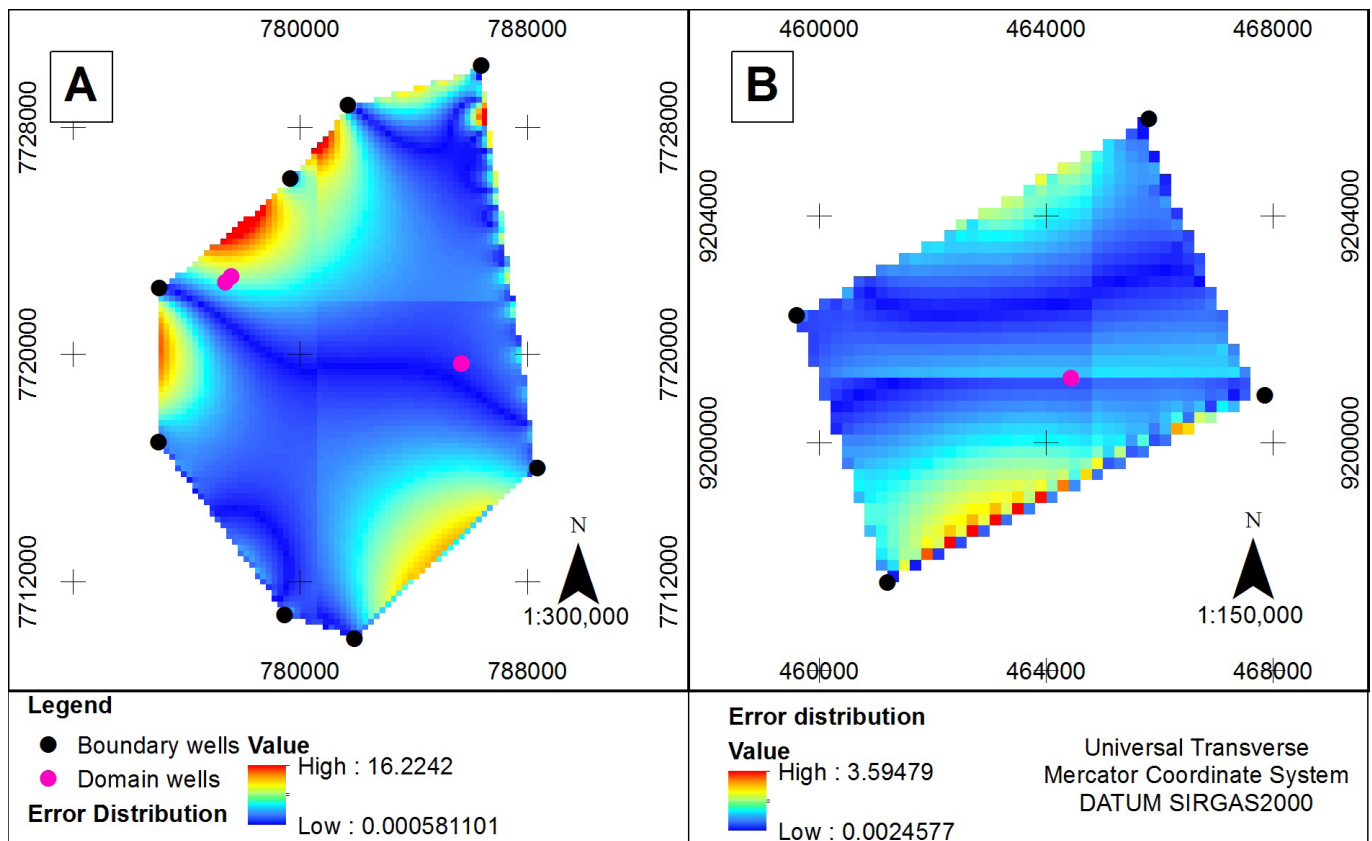 A
780000
788000
7728000
7728000
7720000
7720000
7712000
7712000
N
1:300,000
780000
788000
B
460000
464000
468000
9204000
9204000
9200000
9200000
N
1:150,000
460000
464000
468000
Legend
Boundary wells
Domain wells
Error Distribution
Value
High : 16.2242
Low : 0.000581101
Error distribution
Value
High : 3.59479
Low : 0.0024577
Universal Transverse
Mercator Coordinate System
DATUM SIRGAS2000